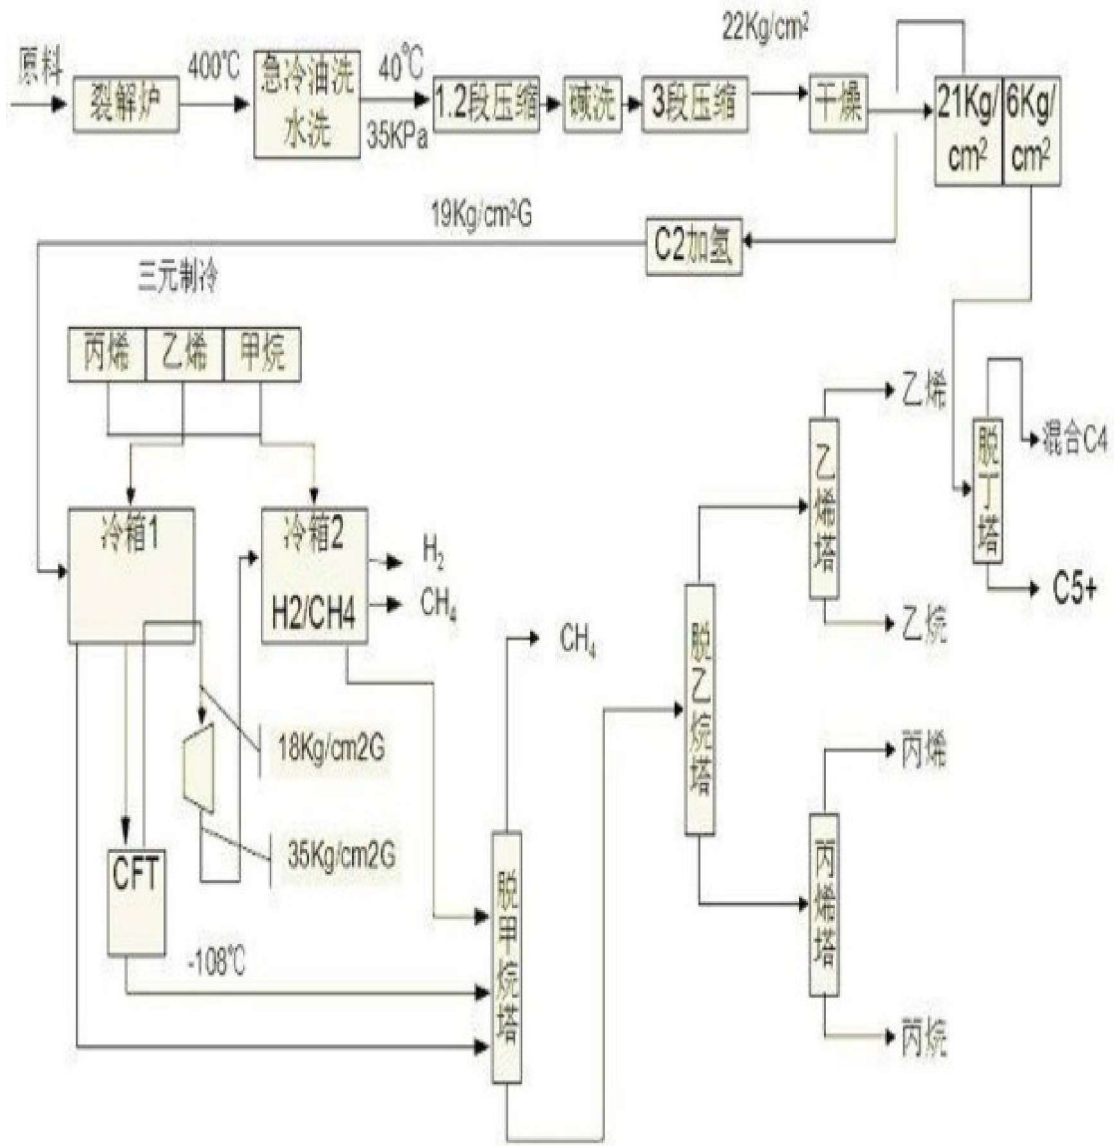 原料
裂解炉
400℃
急冷油洗
水洗
40℃
35KPa
1.2段压缩
碱洗
3段压缩
22Kg/cm²
干燥
21Kg/
cm²
6Kg/
cm²
19Kg/cm²G
C2加氢
三元制冷
丙烯
乙烯
甲烷
冷箱1
冷箱2
H2/CH4
H₂
CH₄
18Kg/cm2G
35Kg/cm2G
CFT
-108℃
脱甲烷塔
CH₄
脱乙烷塔
乙烯塔
乙烯
乙烷
丙烯塔
丙烯
丙烷
脱丁塔
混合C4
C5+